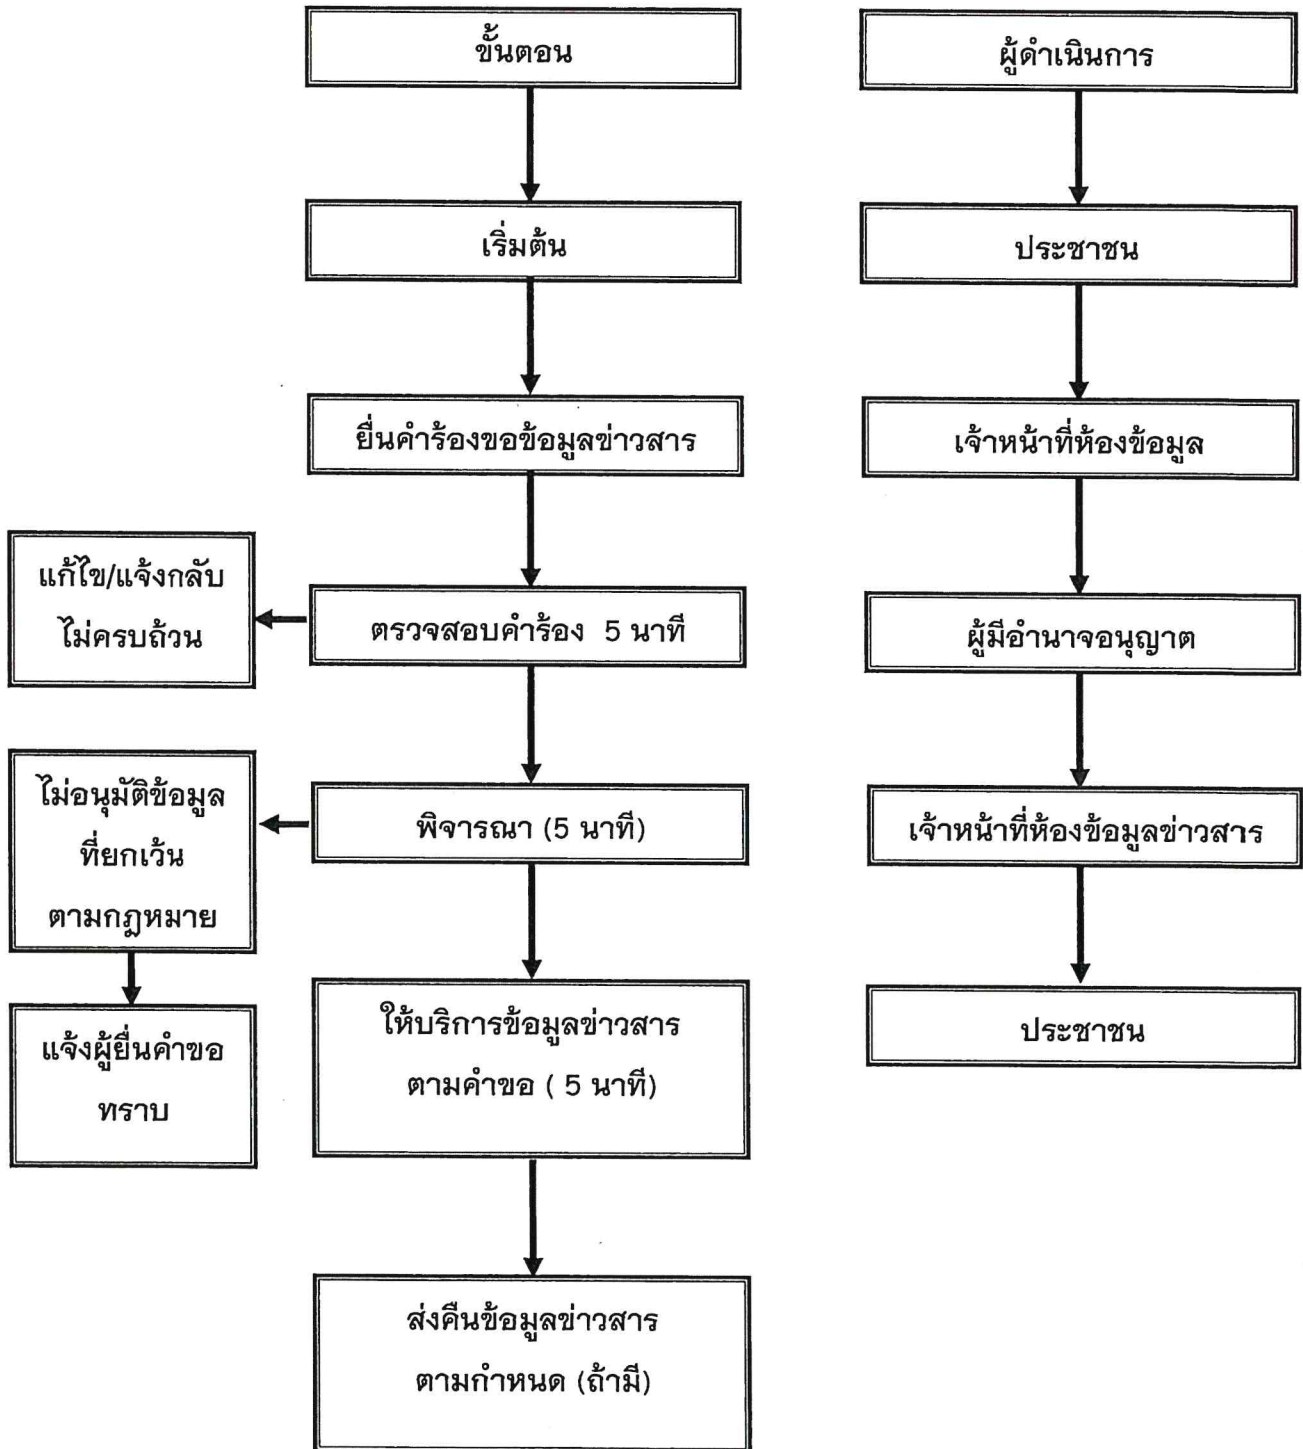 ขั้นตอน
ผู้ดำเนินการ
เริ่มต้น
ประชาชน
ยื่นคำร้องขอข้อมูลข่าวสาร
เจ้าหน้าที่ห้องข้อมูล
แก้ไข/แจ้งกลับ
ไม่ครบถ้วน
ตรวจสอบคำร้อง 5 นาที
ผู้มีอำนาจอนุญาต
ไม่อนุมัติข้อมูล
ที่ยกเว้น
ตามกฎหมาย
พิจารณา (5 นาที)
เจ้าหน้าที่ห้องข้อมูลข่าวสาร
แจ้งผู้ยื่นคำขอ
ทราบ
ให้บริการข้อมูลข่าวสาร
ตามคำขอ ( 5 นาที)
ประชาชน
ส่งคืนข้อมูลข่าวสาร
ตามกำหนด (ถ้ามี)